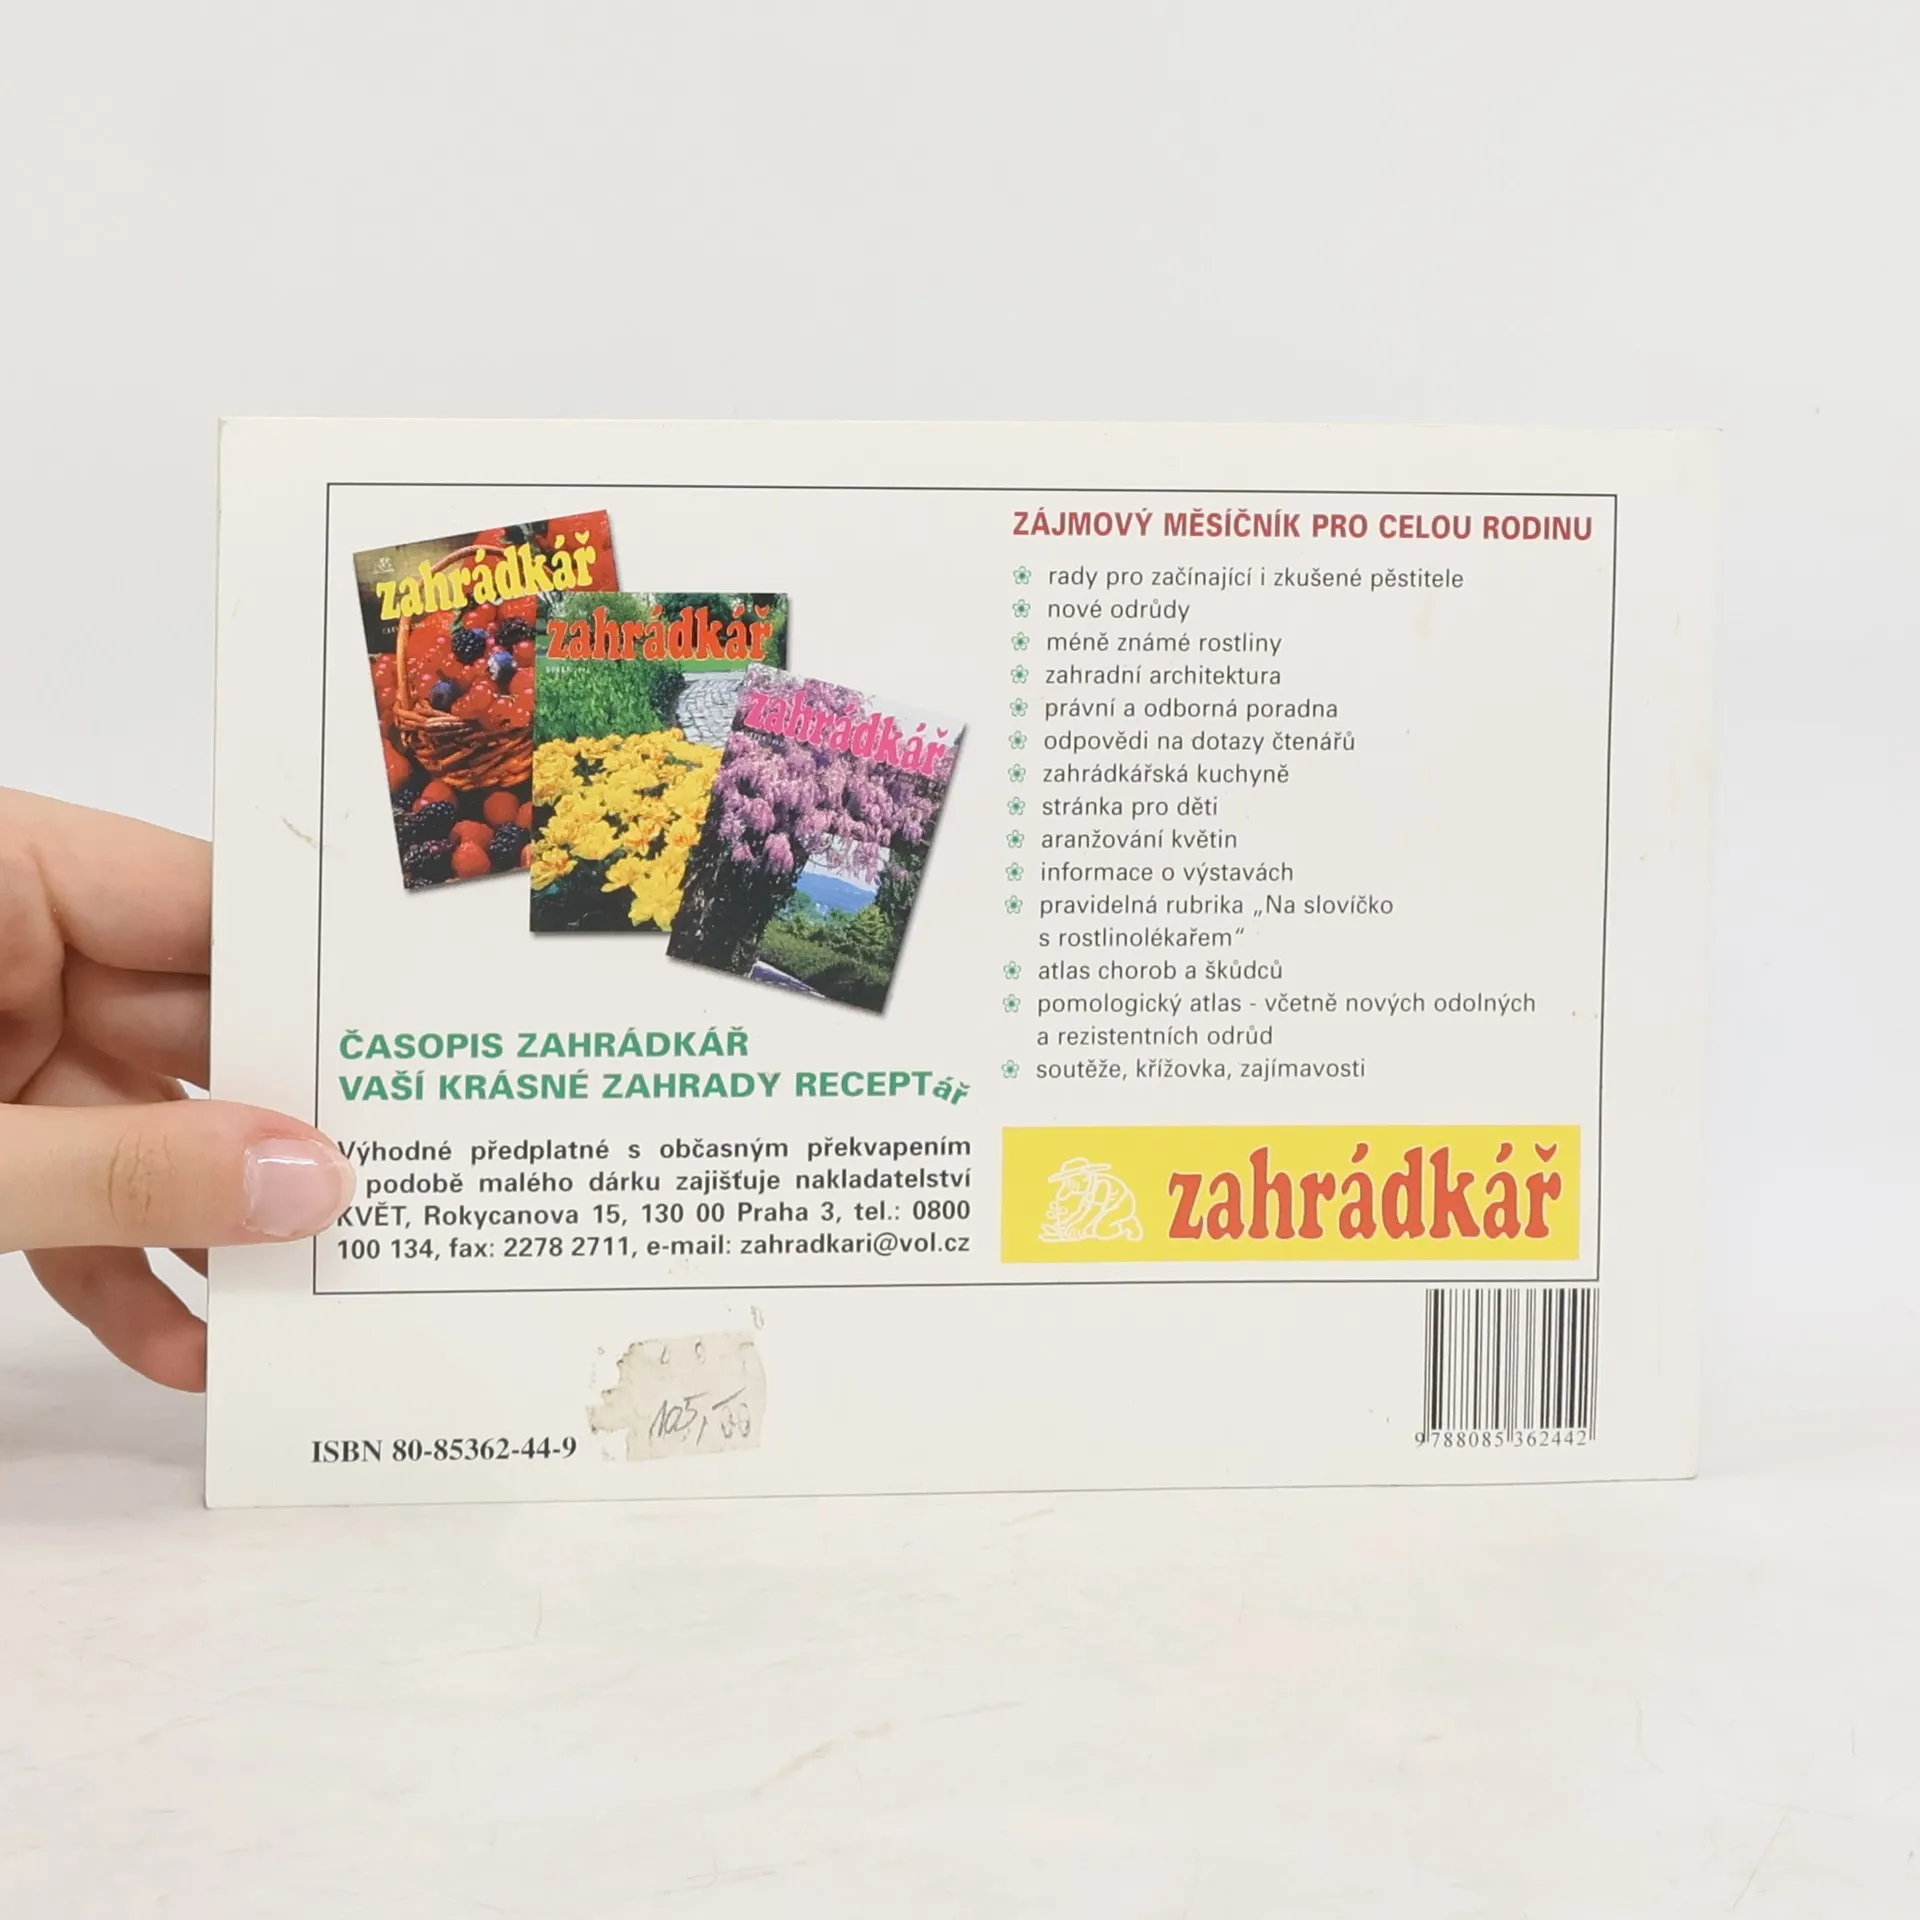 zahrádkář
zahrádkář
zahrádkář
ČASOPIS ZAHRÁDKÁŘ
VAŠÍ KRÁSNÉ ZAHRADY RECEPTář
Výhodné předplatné s občasným překvapením
podobě malého dárku zajišťuje nakladatelství
KVĚT, Rokycanova 15, 130 00 Praha 3, tel.: 0800
100 134, fax: 2278 2711, e-mail: zahradkari@vol.cz
ZÁJMOVÝ MĚSÍČNÍK PRO CELOU RODINU
rady pro začínající i zkušené pěstitele
nové odrůdy
méně známé rostliny
zahradní architektura
právní a odborná poradna
odpovědi na dotazy čtenářů
zahrádkářská kuchyně
stránka pro děti
aranžování květin
informace o výstavách
pravidelná rubrika „Na slovíčko
s rostlinolékařem“
atlas chorob a škůdců
pomologický atlas - včetně nových odolných
a rezistentních odrůd
soutěže, křížovka, zajímavosti
zahrádkář
ISBN 80-85362-44-9
105,-
9 788085 362442